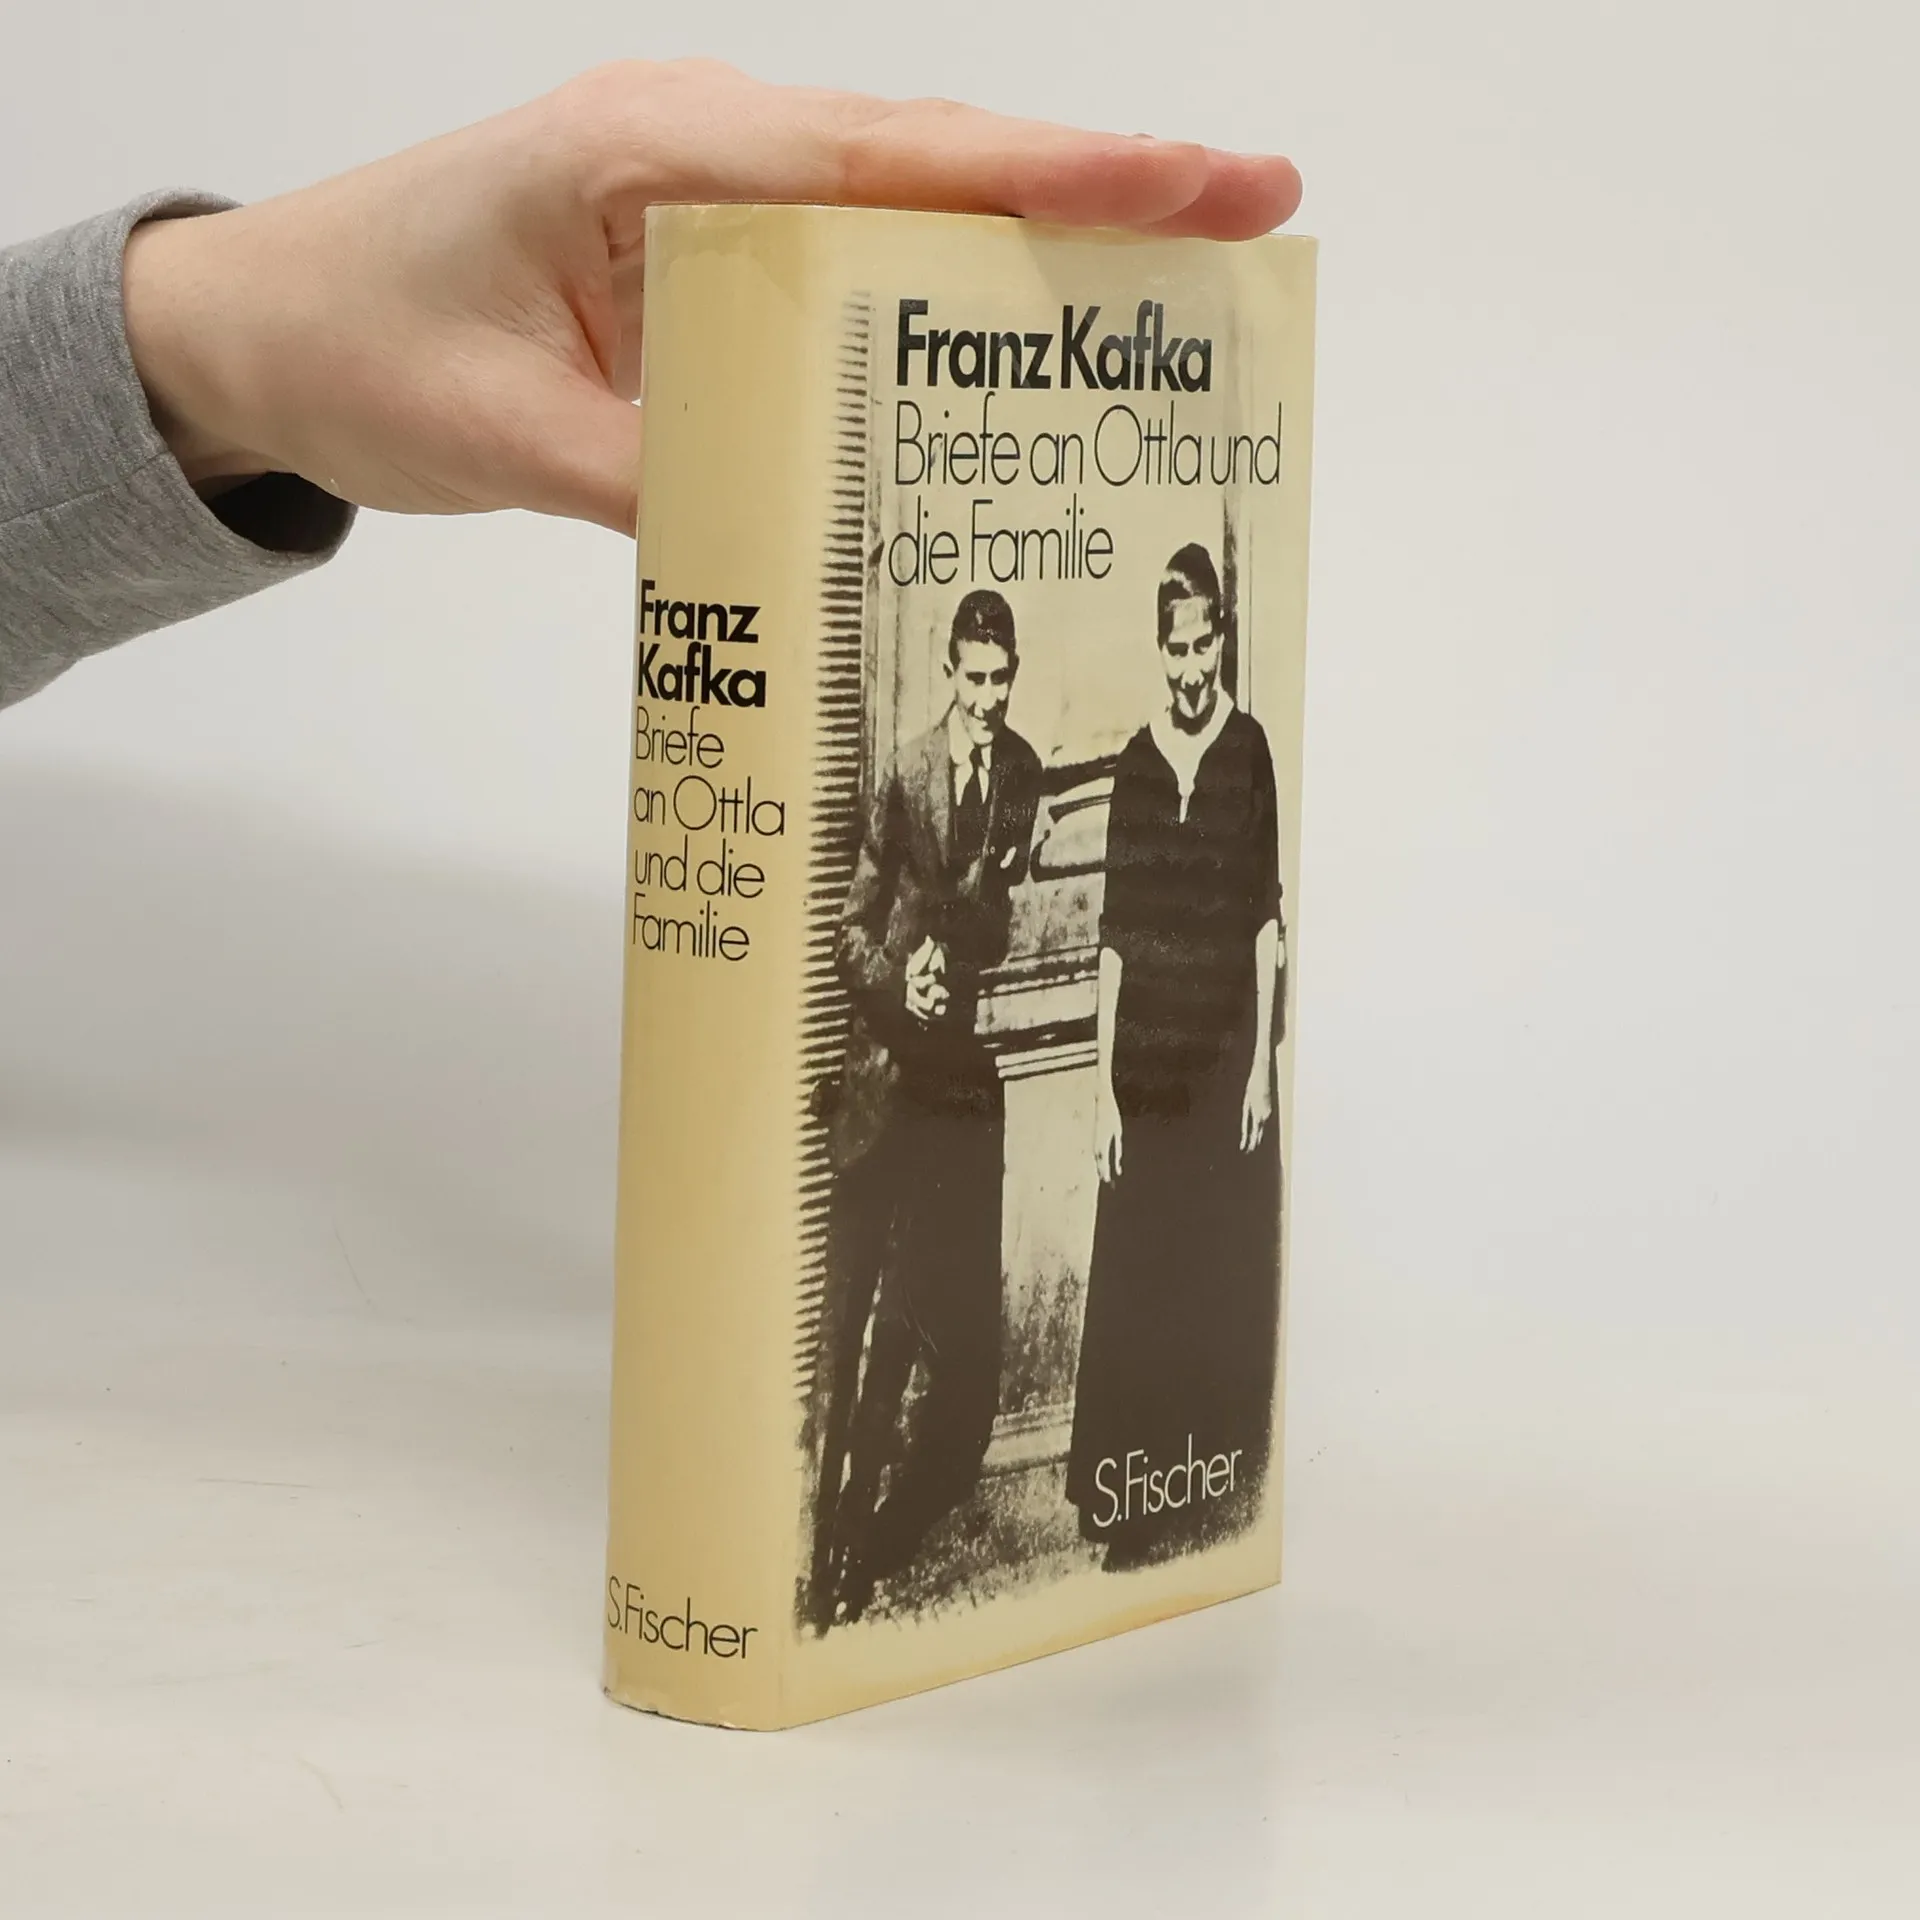 Franz Kafka
Briefe an Ottla und
die Familie
S. Fischer
Franz
Kafka
Briefe
an Ottla
und die
Familie
S. Fischer